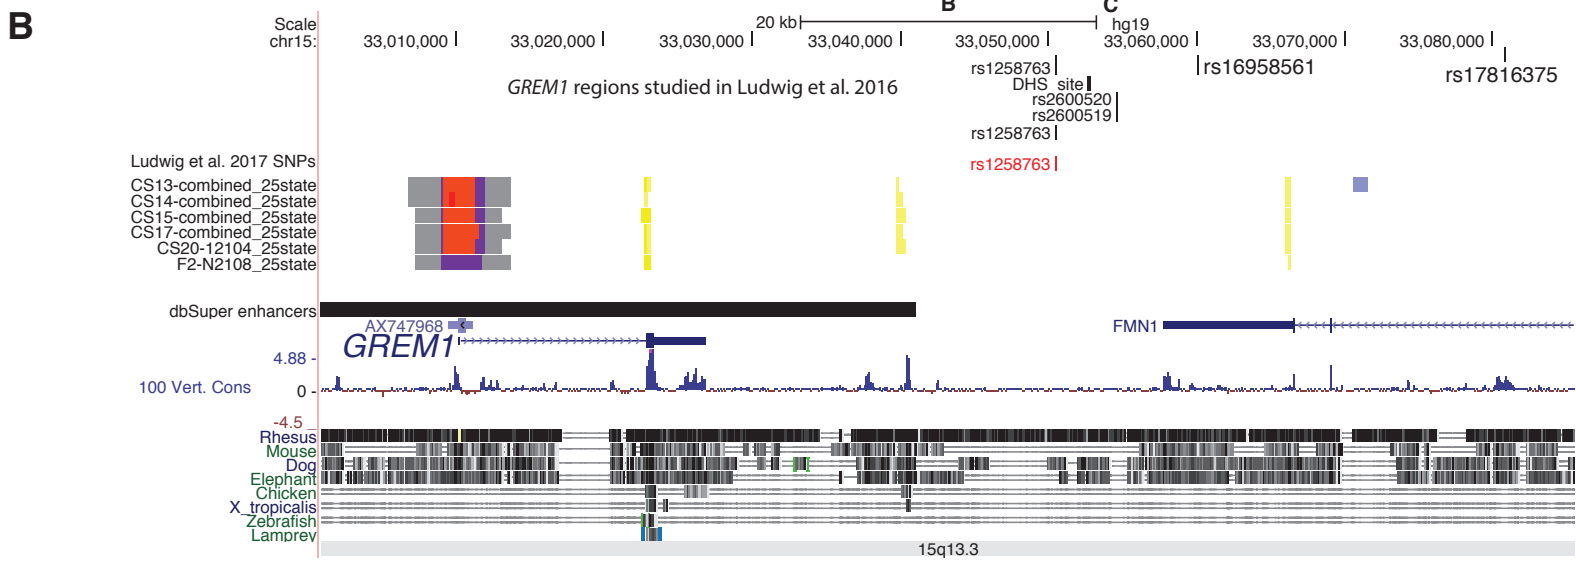 B
B
C
Scale
20 kb
hg19
chr15:
33,010,000
33,020,000
33,030,000
33,040,000
33,050,000
33,060,000
33,070,000
33,080,000
rs1258763
rs16958561
rs17816375
GREM1 regions studied in Ludwig et al. 2016
DHS site
rs2600520
rs2600519
rs1258763
Ludwig et al. 2017 SNPs
rs1258763
CS13-combined_25state
CS14-combined_25state
CS15-combined_25state
CS17-combined_25state
CS20-12104_25state
F2-N2108_25state
dbSuper enhancers
AX747968
FMN1
GREM1
4.88 -
100 Vert. Cons
0 -
-4.5 _
Rhesus
Mouse
Dog
Elephant
Chicken
X_tropicalis
Zebrafish
Lamprey
15q13.3